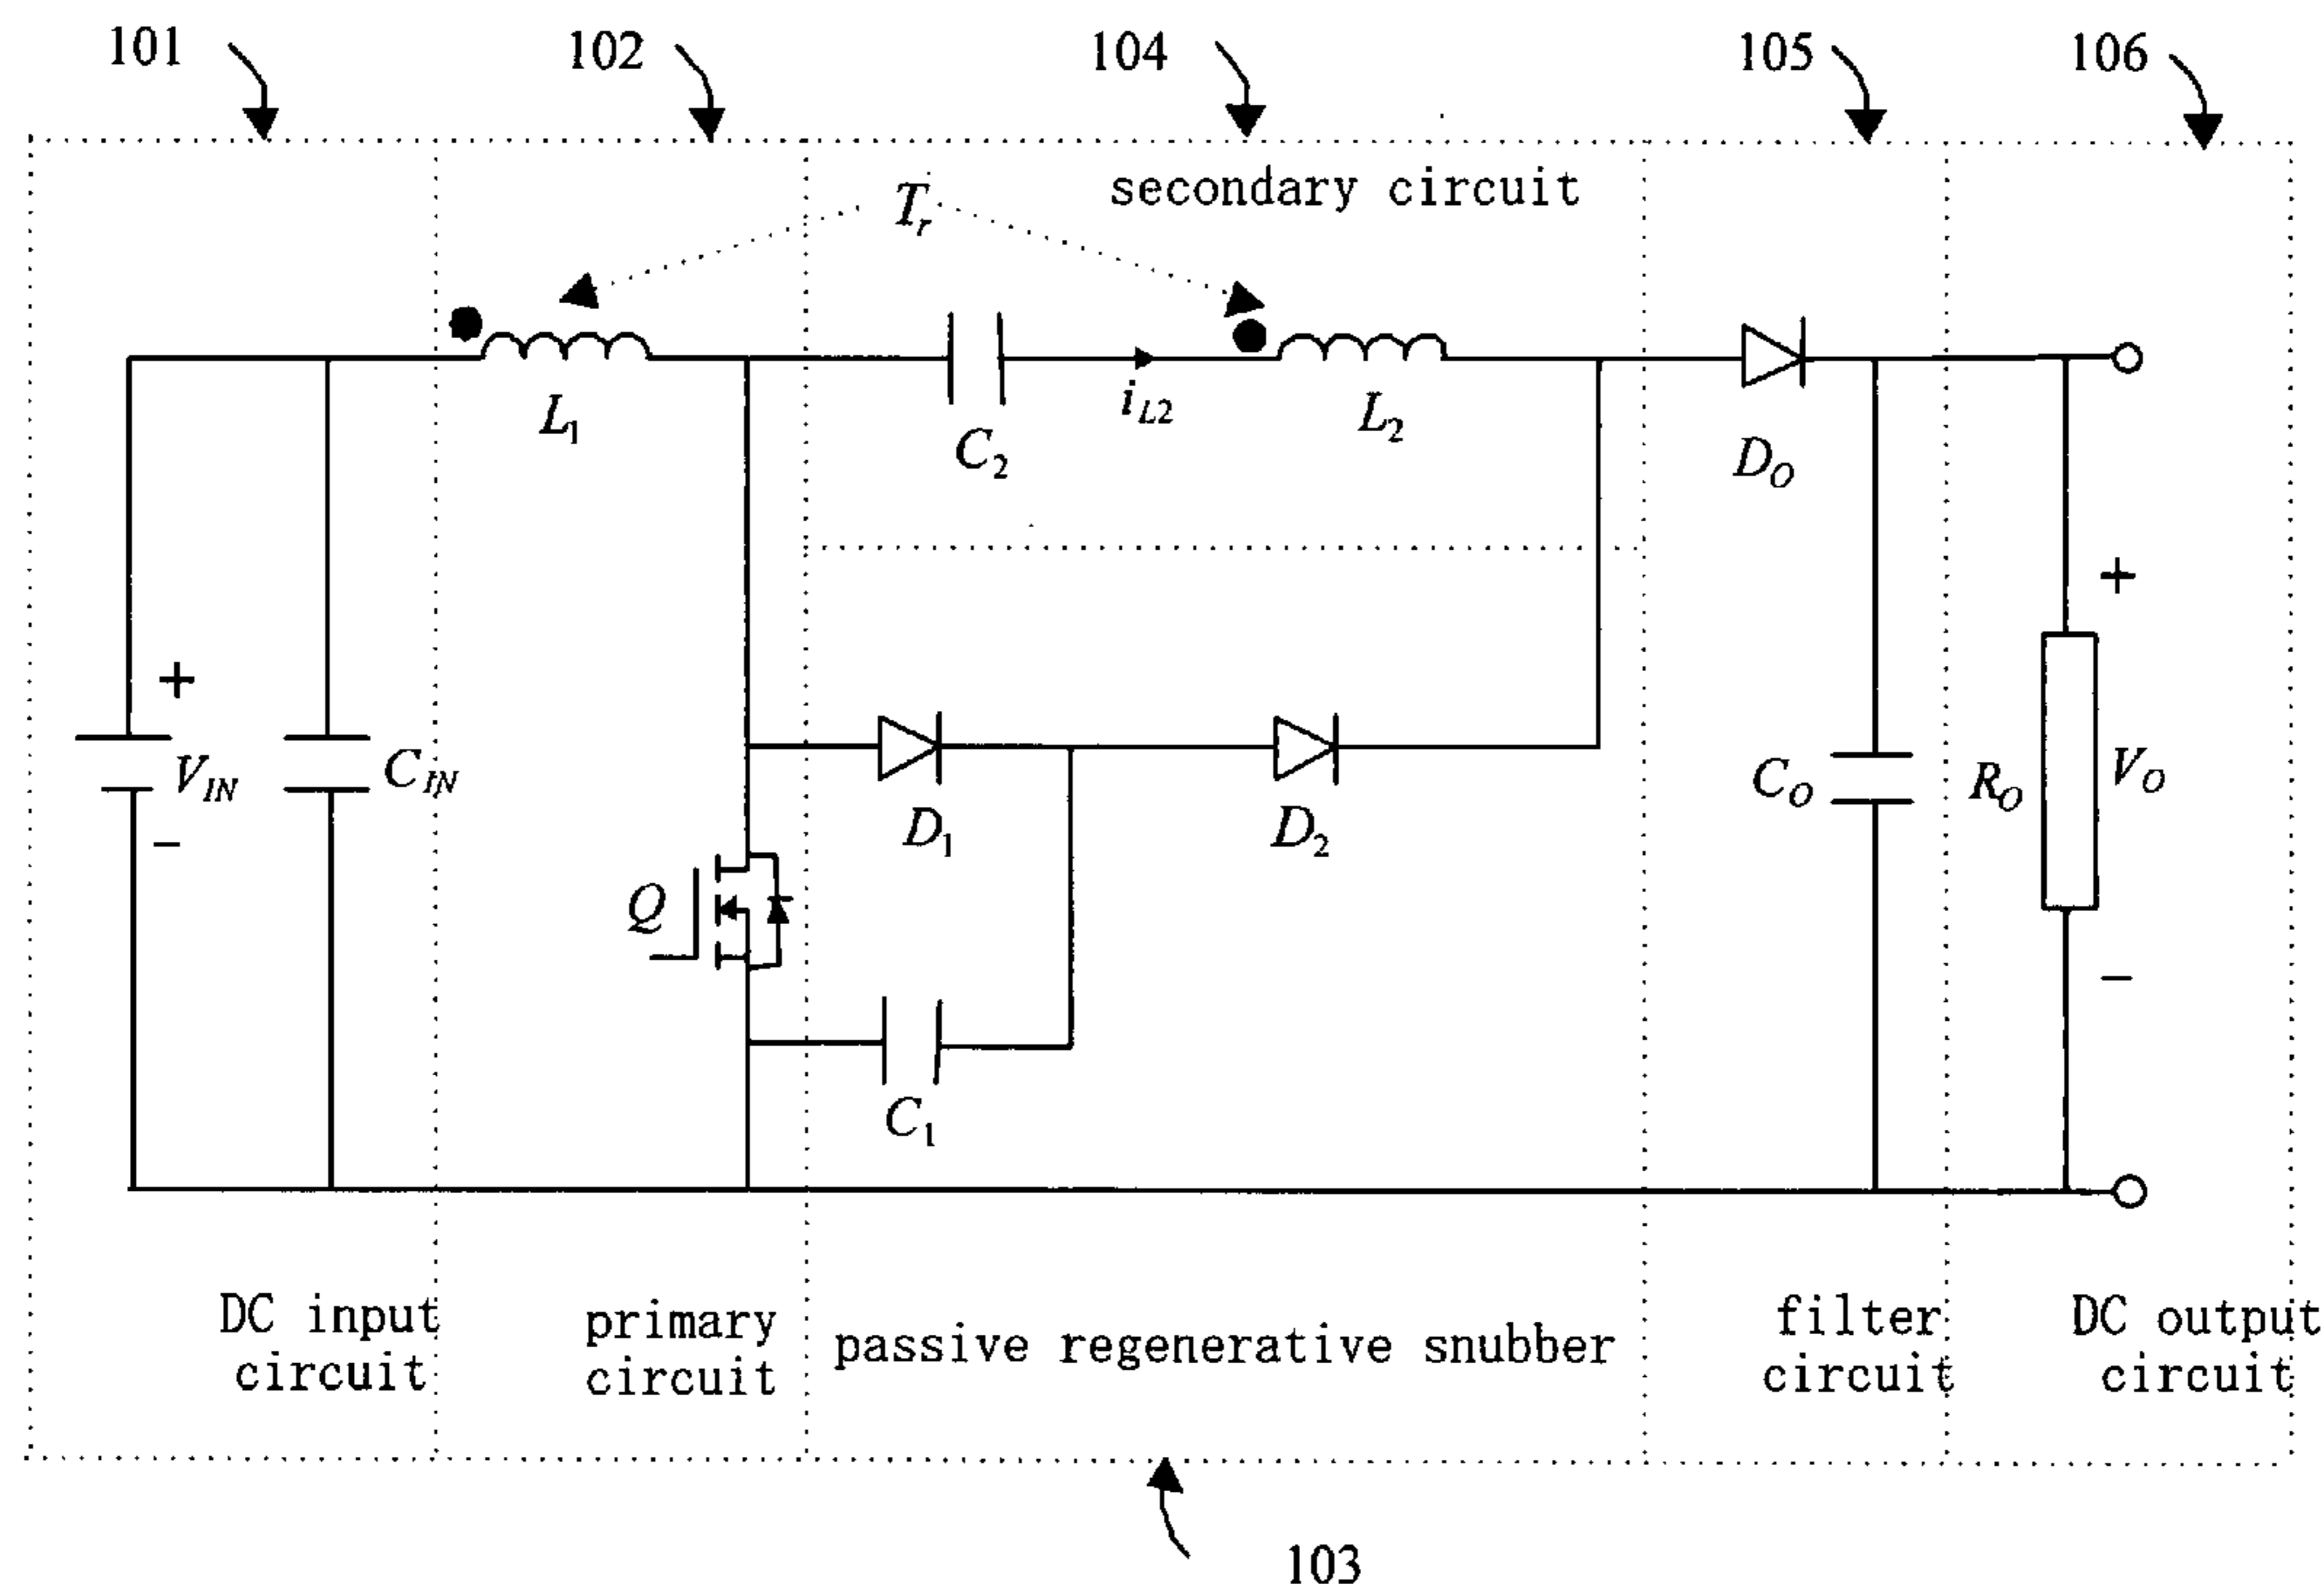 101
102
104
105
106
secondary circuit
Tr
L1
C2
iL2
L2
DO
+
VIN
−
CIN
Q
D1
D2
C1
CO
RO
+
VO
−
DC input
circuit
primary
circuit
passive regenerative snubber
filter
circuit
DC output
circuit
103